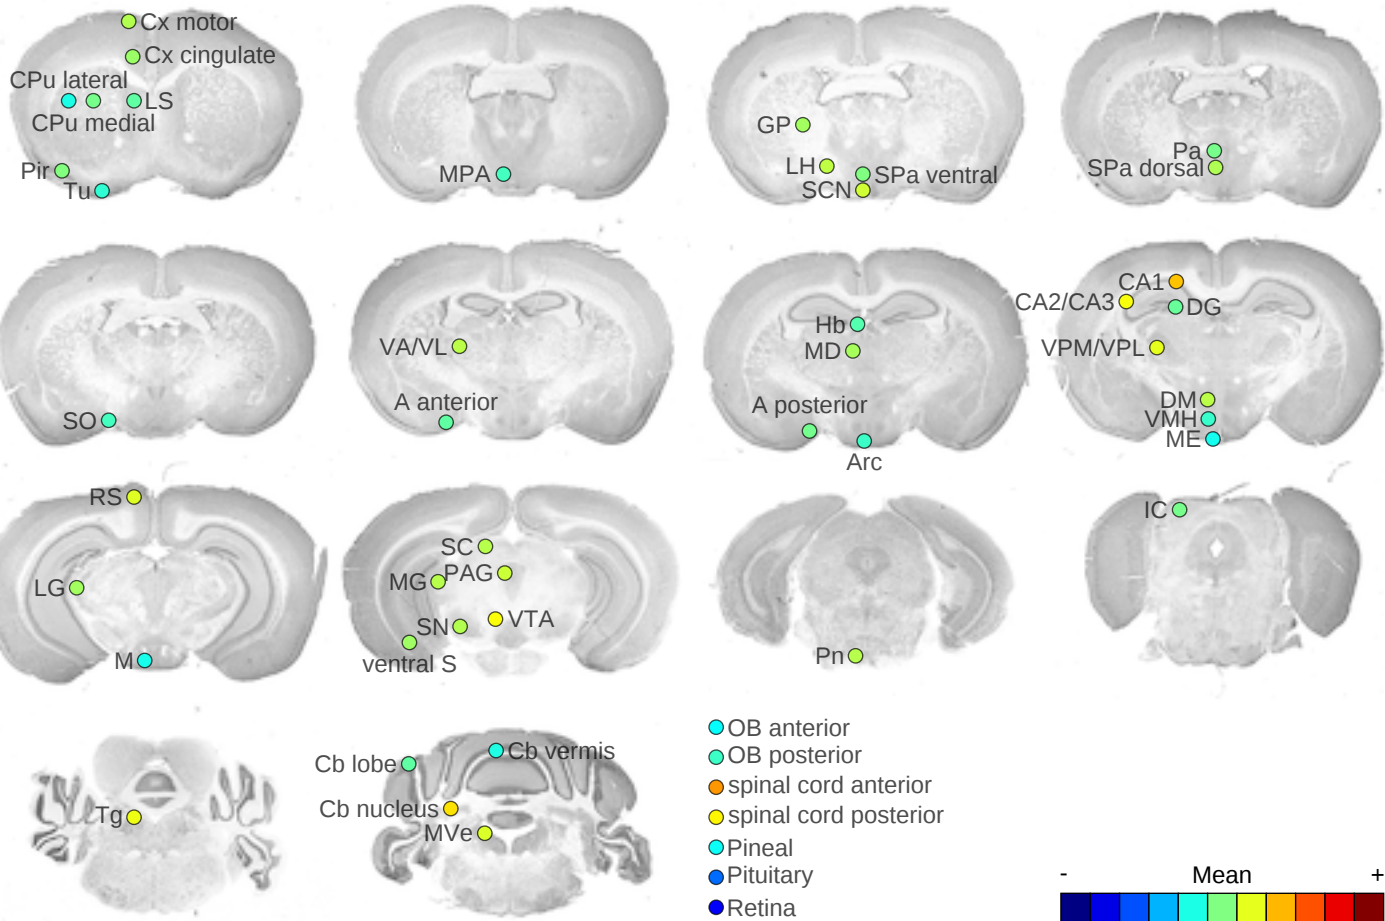 Cx motor
Cx cingulate
CPu lateral
LS
CPu medial
Pir
Tu
MPA
GP
LH
SPa ventral
SCN
Pa
SPa dorsal
SO
VA/VL
A anterior
Hb
MD
A posterior
Arc
CA1
CA2/CA3
DG
VPM/VPL
DM
VMH
ME
RS
LG
M
SC
MG
PAG
SN
VTA
ventral S
Pn
IC
Tg
Cb lobe
Cb vermis
Cb nucleus
MVe
OB anterior
OB posterior
spinal cord anterior
spinal cord posterior
Pineal
Pituitary
Retina
- Mean +